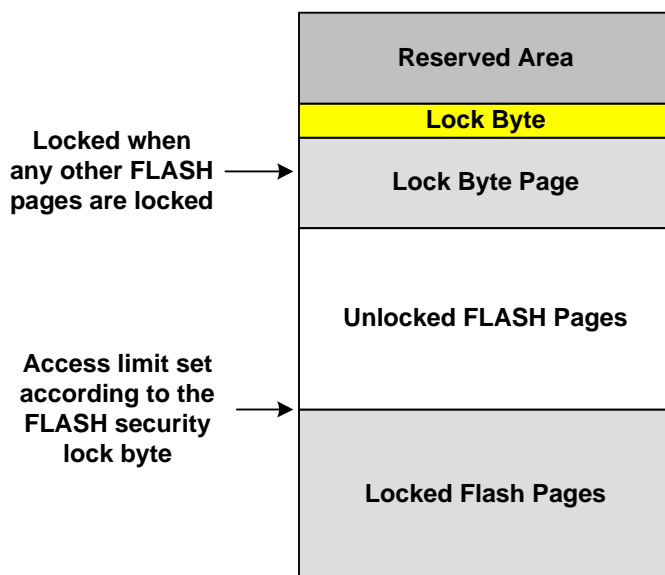 Reserved Area
Lock Byte
Locked when
any other FLASH
pages are locked
Lock Byte Page
Unlocked FLASH Pages
Access limit set
according to the
FLASH security
lock byte
Locked Flash Pages